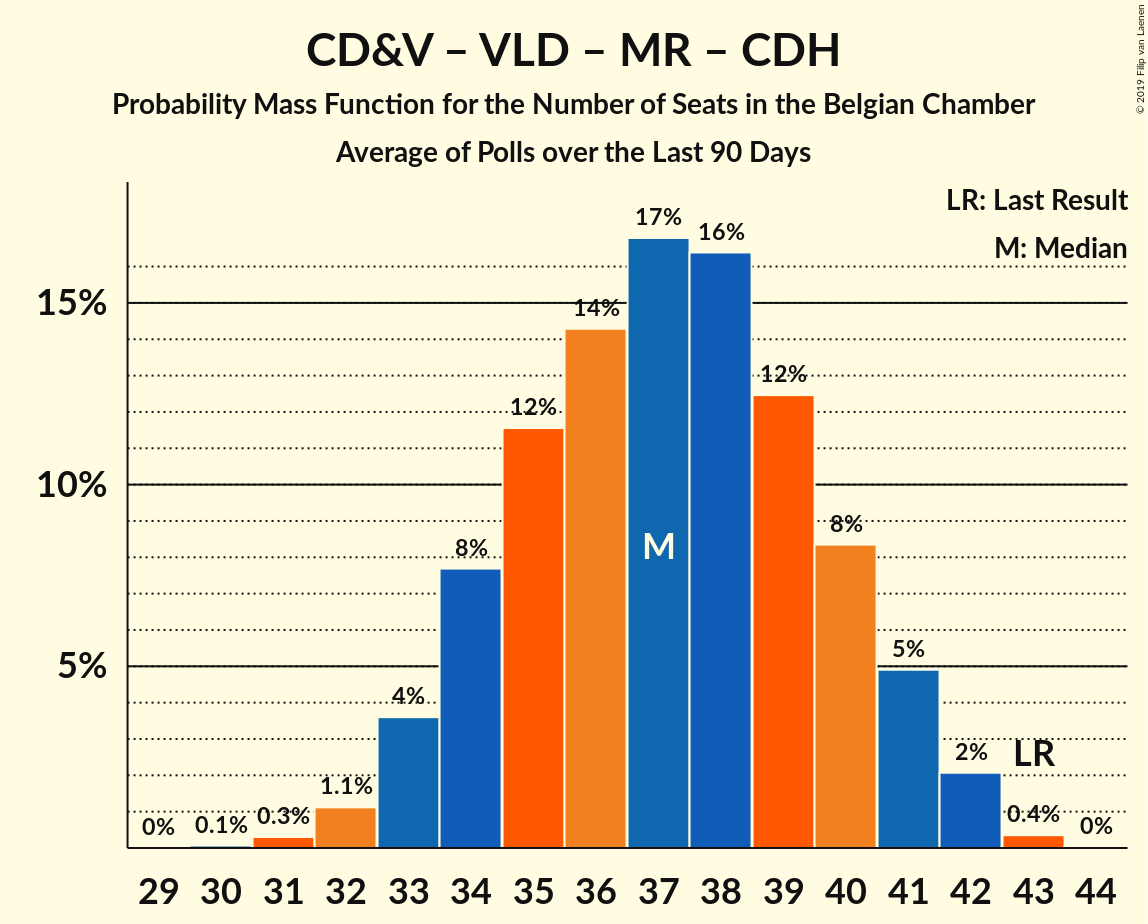 CD&V – VLD – MR – CDH
Probability Mass Function for the Number of Seats in the Belgian Chamber
Average of Polls over the Last 90 Days
© 2019 Filip van Laenen
LR: Last Result
M: Median
15%
10%
5%
0%
0.1%
0.3%
1.1%
4%
8%
12%
14%
17%
16%
12%
8%
5%
2%
0.4%
0%
M
LR
29 30 31 32 33 34 35 36 37 38 39 40 41 42 43 44